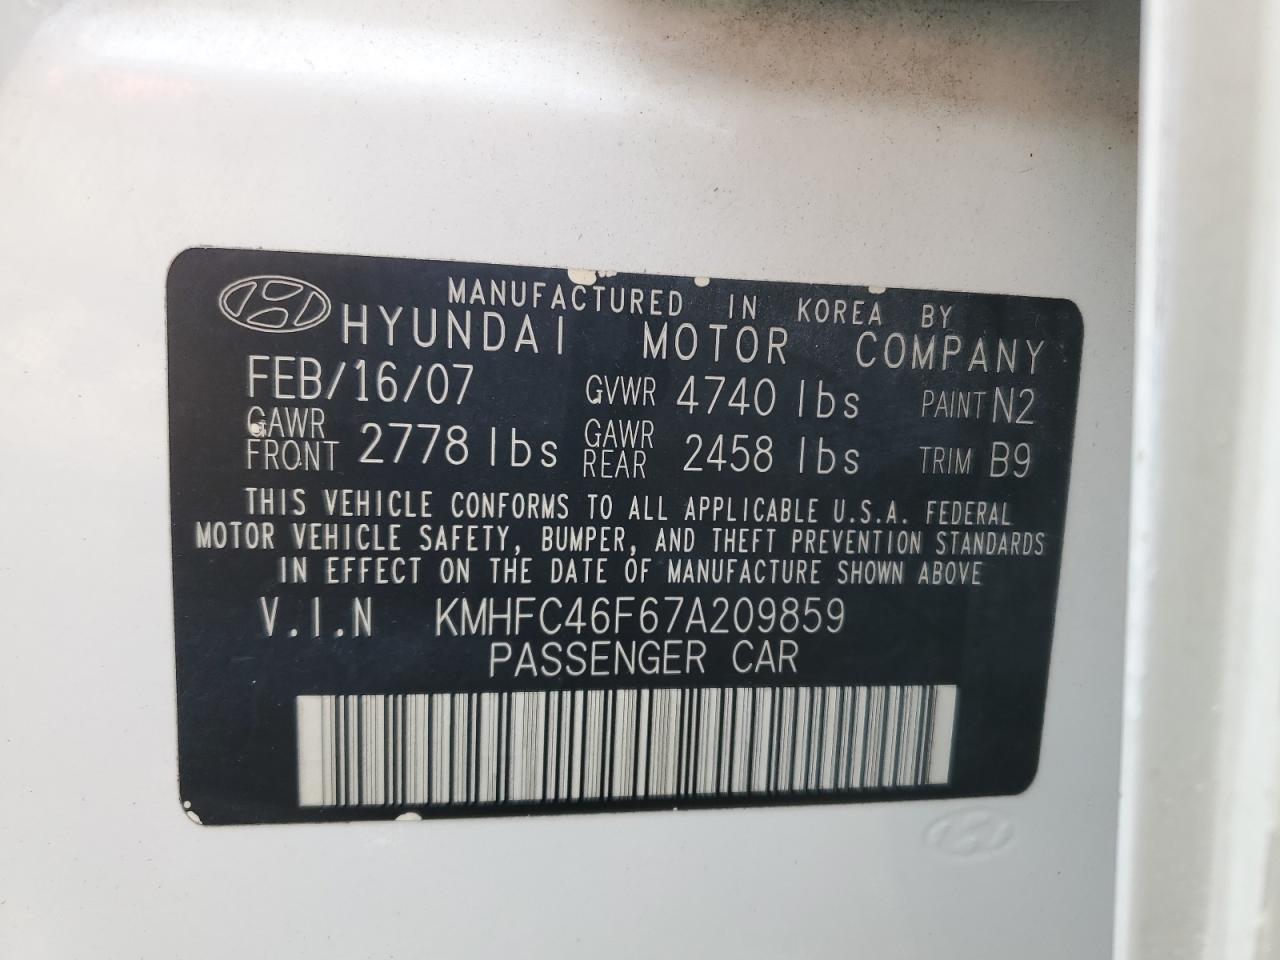 MANUFACTURED IN KOREA BY
HYUNDAI MOTOR COMPANY
FEB/16/07 GVWR 4740 lbs PAINT N2
GAWR FRONT 2778 lbs GAWR REAR 2458 lbs TRIM B9
THIS VEHICLE CONFORMS TO ALL APPLICABLE U.S.A. FEDERAL
MOTOR VEHICLE SAFETY, BUMPER, AND THEFT PREVENTION STANDARDS
IN EFFECT ON THE DATE OF MANUFACTURE SHOWN ABOVE
V.I.N KMHFC46F67A209859
PASSENGER CAR